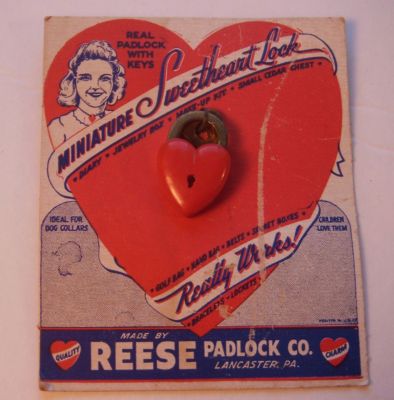 REAL
PADLOCK
WITH
KEYS
MINIATURE Sweetheart Lock
• DIARY • JEWELRY BOX • MAKE-UP KIT • SMALL CEDAR CHEST •
IDEAL FOR
DOG COLLARS
CHILDREN
LOVE THEM
• GOLF BAG • HAND BAG • BELTS • SECRET BOXES •
Really Works!
BRACELETS • LOCKETS
MADE BY
QUALITY
REESE PADLOCK CO.
LANCASTER, PA.
CHARM